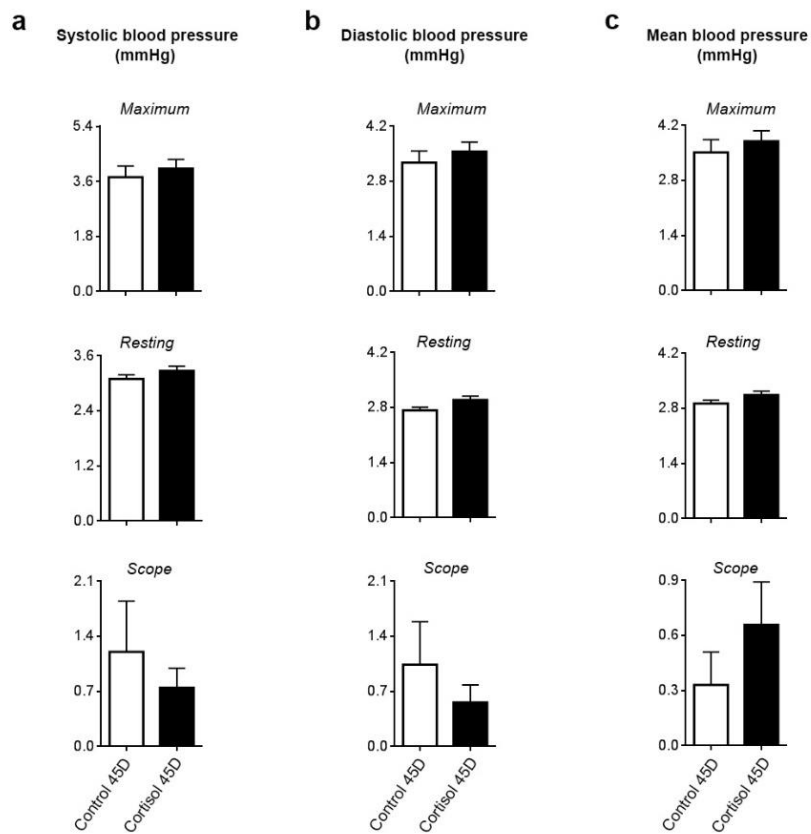 a
Systolic blood pressure
(mmHg)
Maximum
5.4
3.6
1.8
0.0
Resting
3.6
2.4
1.2
0.0
Scope
2.1
1.4
0.7
0.0
Control 45D
Cortisol 45D
b
Diastolic blood pressure
(mmHg)
Maximum
4.2
2.8
1.4
0.0
Resting
4.2
2.8
1.4
0.0
Scope
2.1
1.4
0.7
0.0
Control 45D
Cortisol 45D
c
Mean blood pressure
(mmHg)
Maximum
4.2
2.8
1.4
0.0
Resting
4.2
2.8
1.4
0.0
Scope
0.9
0.6
0.3
0.0
Control 45D
Cortisol 45D